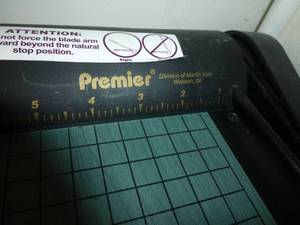 ATTENTION:
not force the blade arm
ward beyond the natural
stop position.
Right
Premier®
Division of Martin Yale
Wabash, IN
5 4 3 2 1